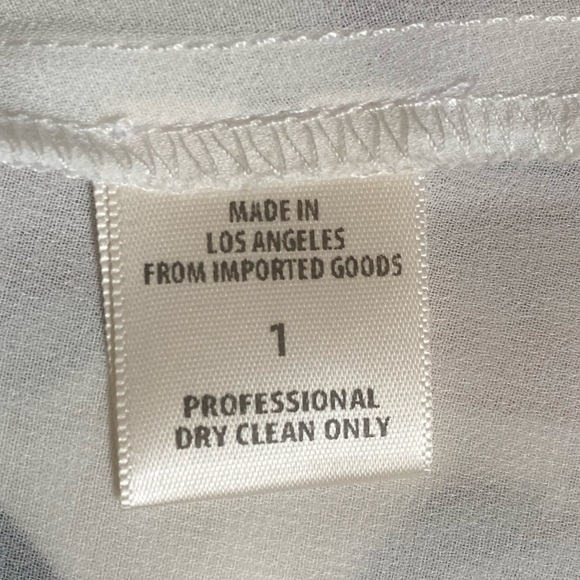 MADE IN
LOS ANGELES
FROM IMPORTED GOODS
1
PROFESSIONAL
DRY CLEAN ONLY